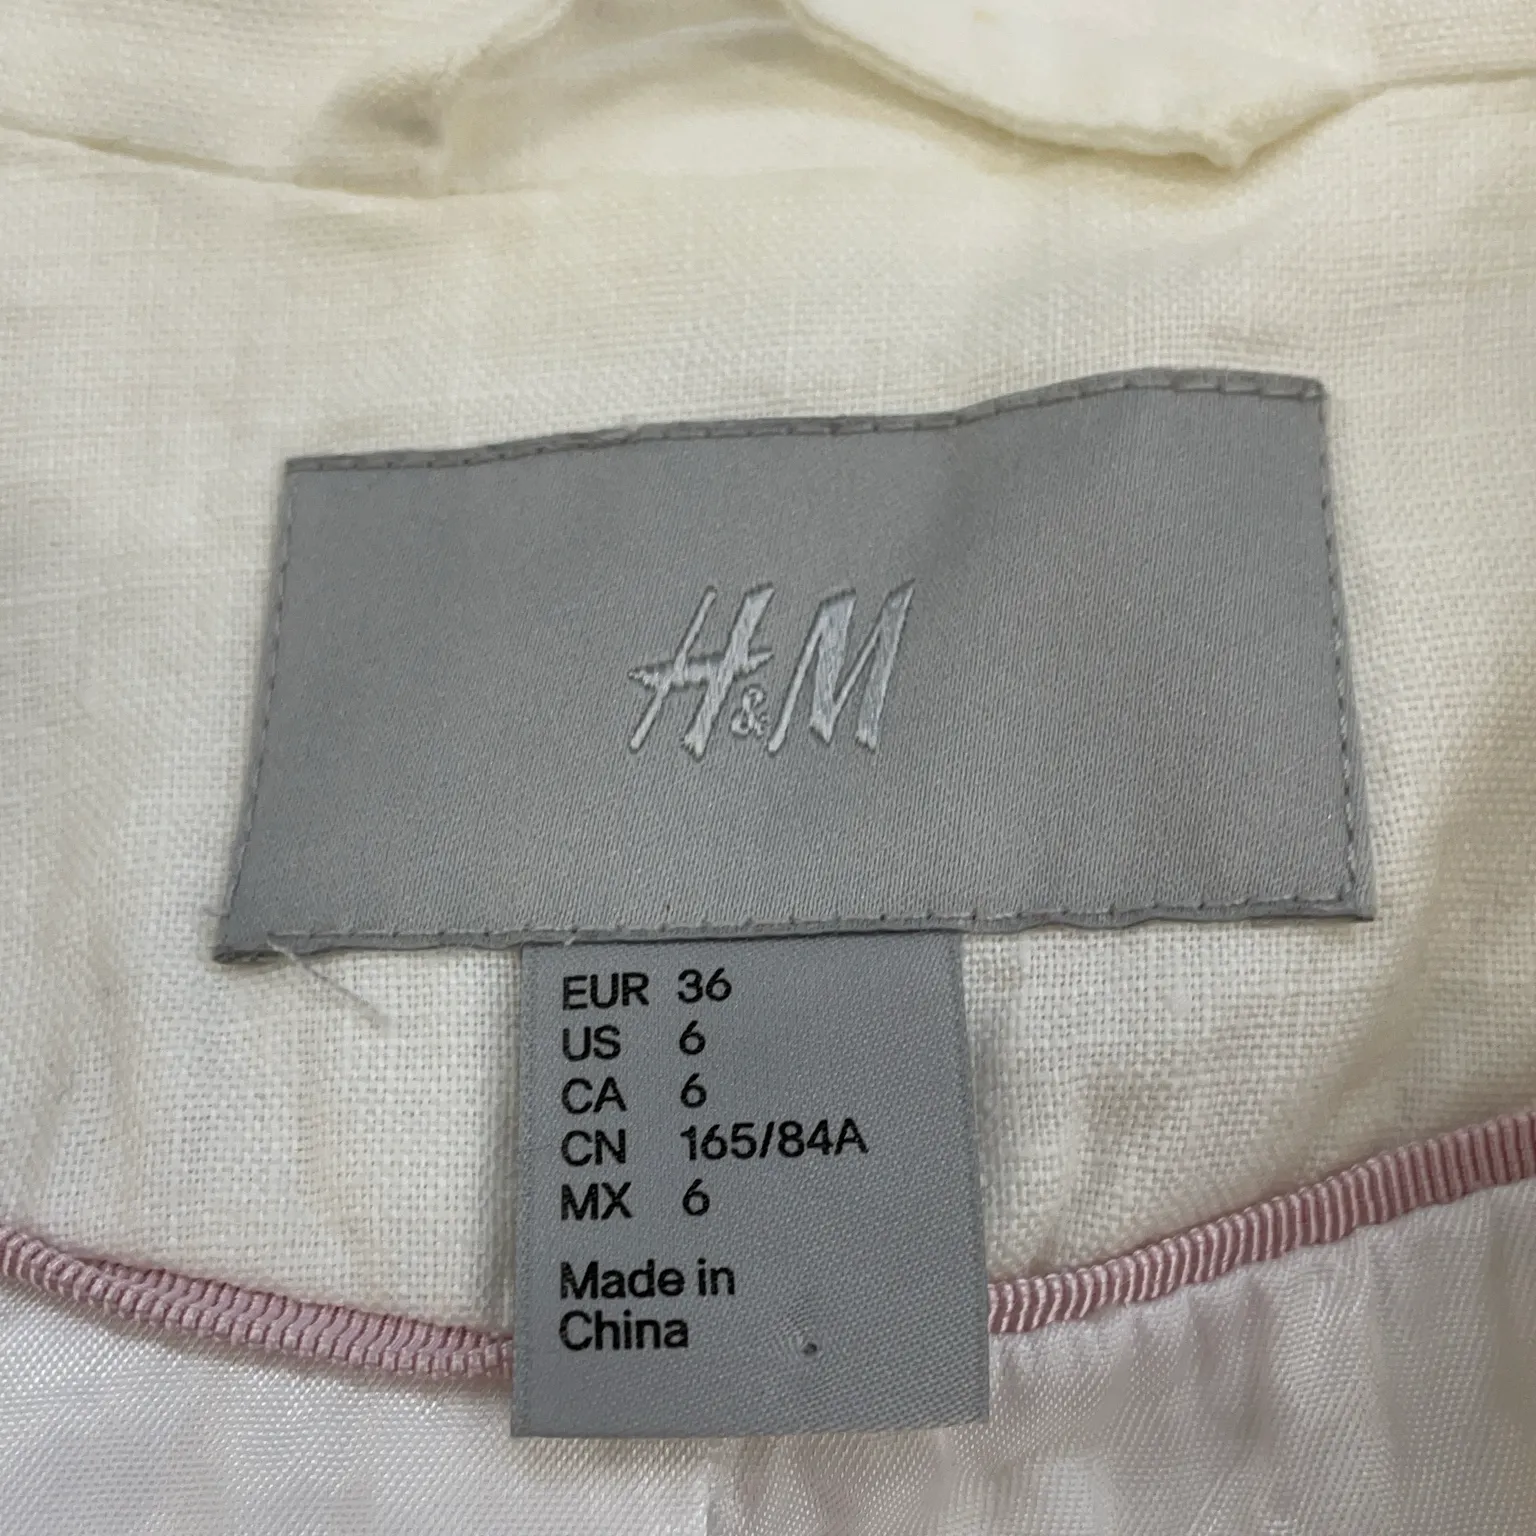 H&M
EUR 36
US 6
CA 6
CN 165/84A
MX 6
Made in
China